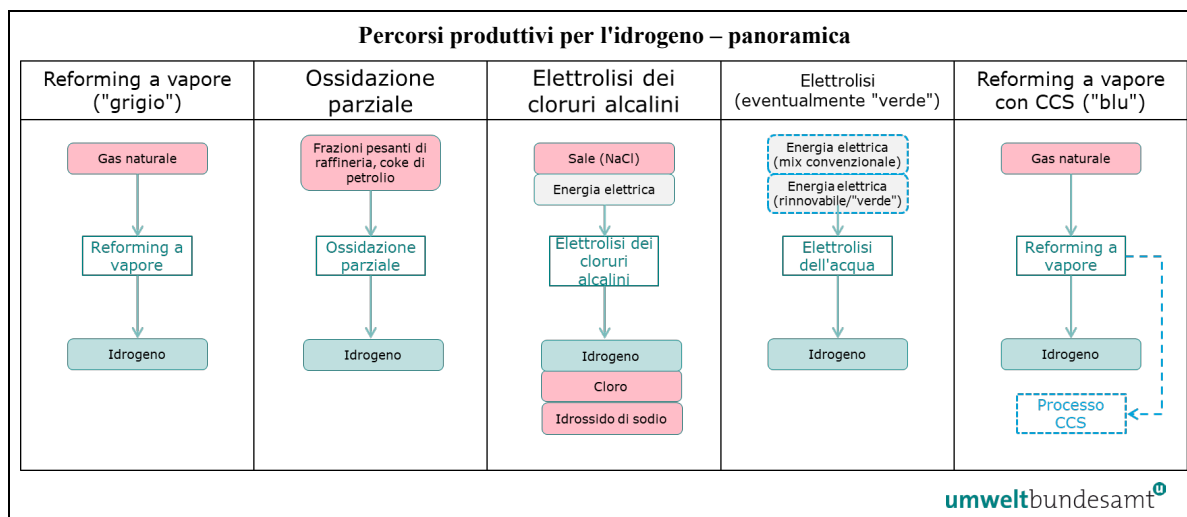 Percorsi produttivi per l'idrogeno – panoramica
Reforming a vapore
("grigio")
Gas naturale
Reforming a
vapore
Idrogeno
Ossidazione
parziale
Frazioni pesanti di
raffineria, coke di
petrolio
Ossidazione
parziale
Idrogeno
Elettrolisi dei
cloruri alcalini
Sale (NaCl)
Energia elettrica
Elettrolisi dei
cloruri
alcalini
Idrogeno
Cloro
Idrossido di sodio
Elettrolisi
(eventualmente "verde")
Energia elettrica
(mix convenzionale)
Energia elettrica
(rinnovabile/"verde")
Elettrolisi
dell'acqua
Idrogeno
Reforming a vapore
con CCS ("blu")
Gas naturale
Reforming a
vapore
Idrogeno
Processo
CCS
umweltbundesamt
u